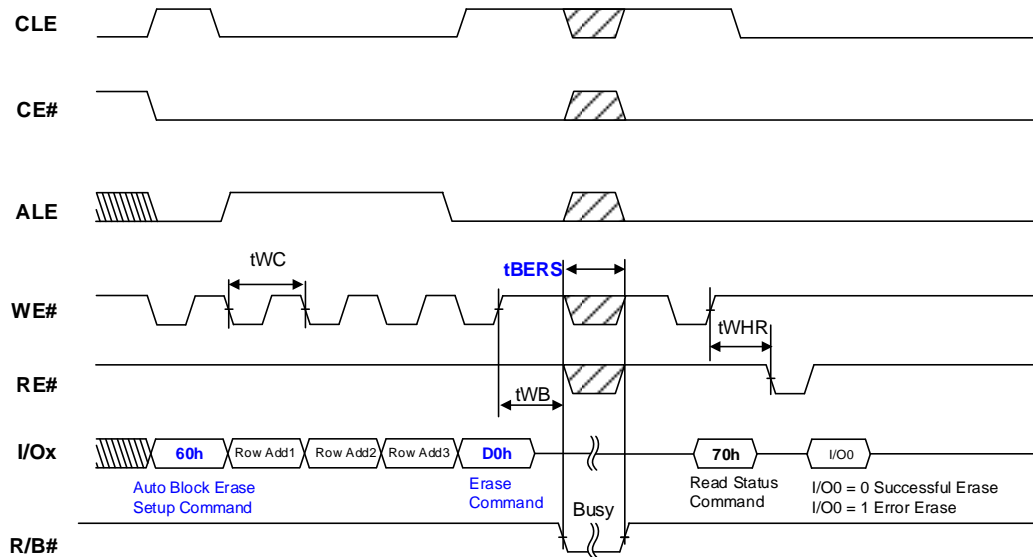 CLE
CE#
ALE
tWC
tBERS
WE#
tWHR
RE#
tWB
I/Ox
60h
Row Add1
Row Add2
Row Add3
D0h
70h
I/O0
Auto Block Erase
Setup Command
Erase
Command
Read Status
Command
I/O0 = 0 Successful Erase
I/O0 = 1 Error Erase
Busy
R/B#